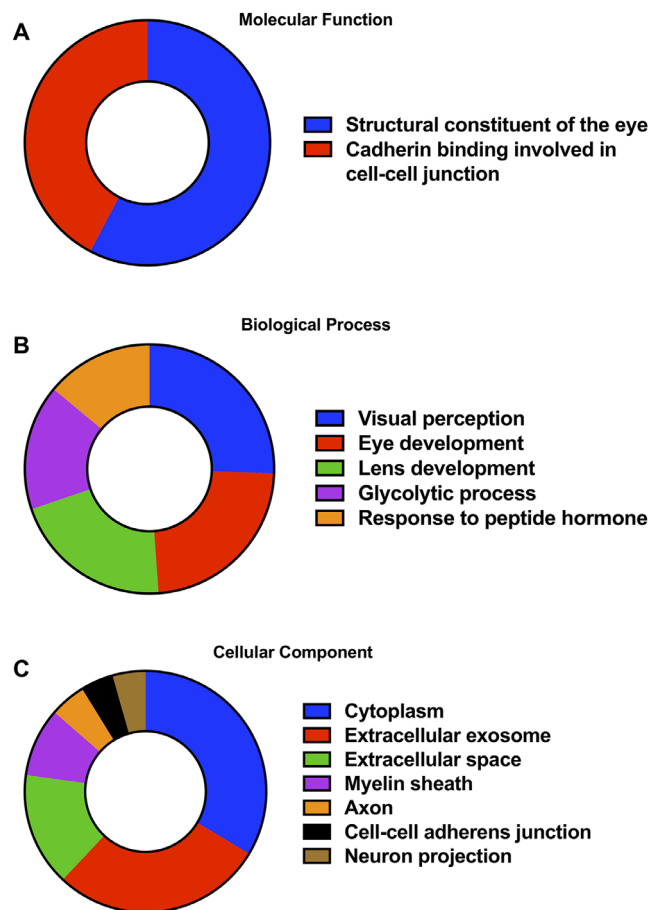 A
Molecular Function
Structural constituent of the eye
Cadherin binding involved in
cell-cell junction
Biological Process
B
Visual perception
Eye development
Lens development
Glycolytic process
Response to peptide hormone
Cellular Component
C
Cytoplasm
Extracellular exosome
Extracellular space
Myelin sheath
Axon
Cell-cell adherens junction
Neuron projection